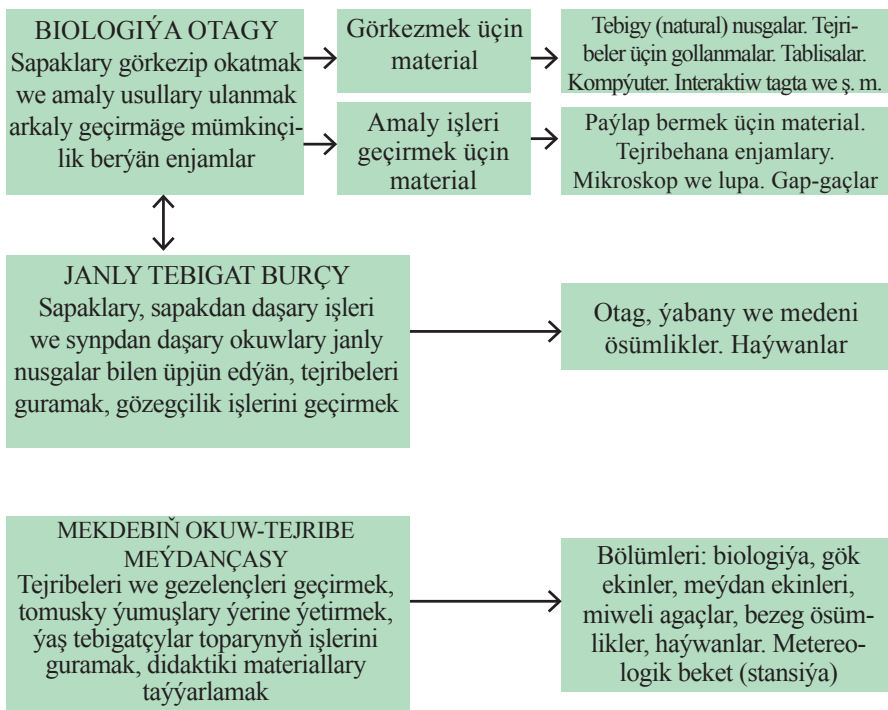 BIOLOGIÝA OTAGY
Sapaklary görkezip okatmak
we amaly usullary ulanmak
arkaly geçirmäge mümkinçi-
lik berýän enjamlar
Görkezmek üçin
material
Tebigy (natural) nusgalar. Tejri-
beler üçin gollanmalar. Tablisalar.
Kompýuter. Interaktiw tagta we ş. m.
Amaly işleri
geçirmek üçin
material
Paýlap bermek üçin material.
Tejribehana enjamlary.
Mikroskop we lupa. Gap-gaçlar
JANLY TEBIGAT BURÇY
Sapaklary, sapakdan daşary işleri
we synpdan daşary okuwlary janly
nusgalar bilen üpjün edýän, tejribeleri
guramak, gözegçilik işlerini geçirmek
Otag, ýabany we medeni
ösümlikler. Haýwanlar
MEKDEBIŇ OKUW-TEJRIBE
MEÝDANÇASY
Tejribeleri we gezelençleri geçirmek,
tomusky ýumuşlary ýerine ýetirmek,
ýaş tebigatçylar toparynyň işlerini
guramak, didaktiki materiallary
taýýarlamak
Bölümleri: biologiýa, gök
ekinler, meýdan ekinleri,
miweli agaçlar, bezeg ösüm-
likler, haýwanlar. Metereo-
logik beket (stansiýa)